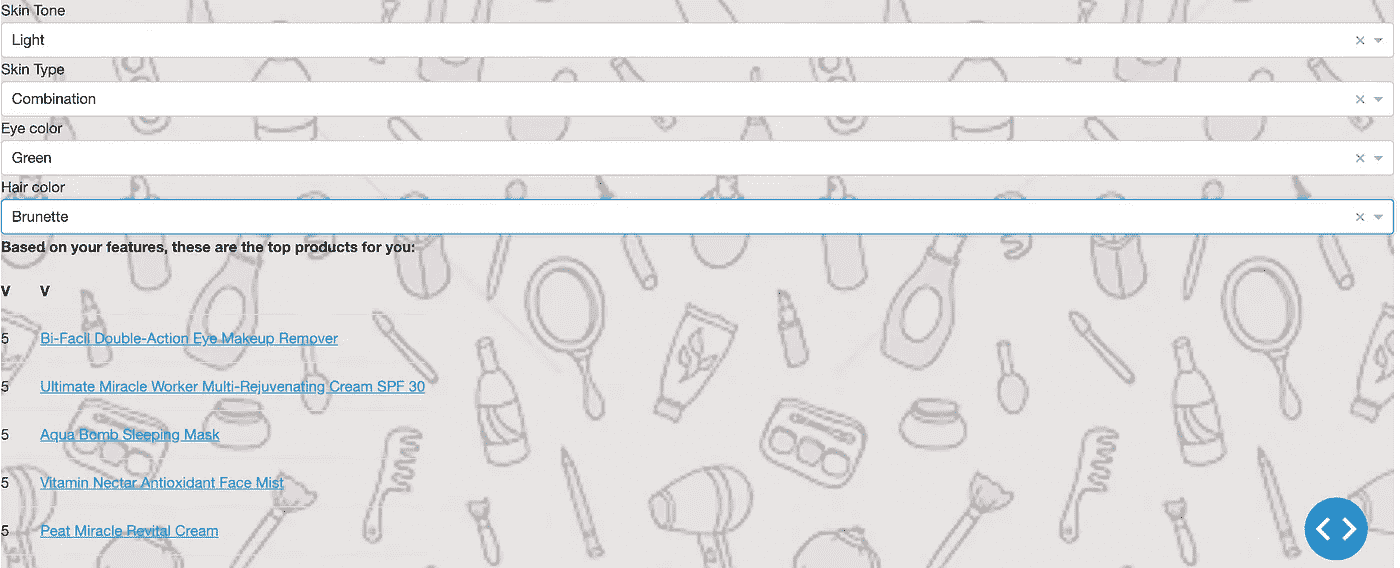 Skin Tone
Light
Skin Type
Combination
Eye color
Green
Hair color
Brunette
Based on your features, these are the top products for you:
V V
5 Bi-Facil Double-Action Eye Makeup Remover
5 Ultimate Miracle Worker Multi-Rejuvenating Cream SPF 30
5 Aqua Bomb Sleeping Mask
5 Vitamin Nectar Antioxidant Face Mist
5 Peat Miracle Revital Cream